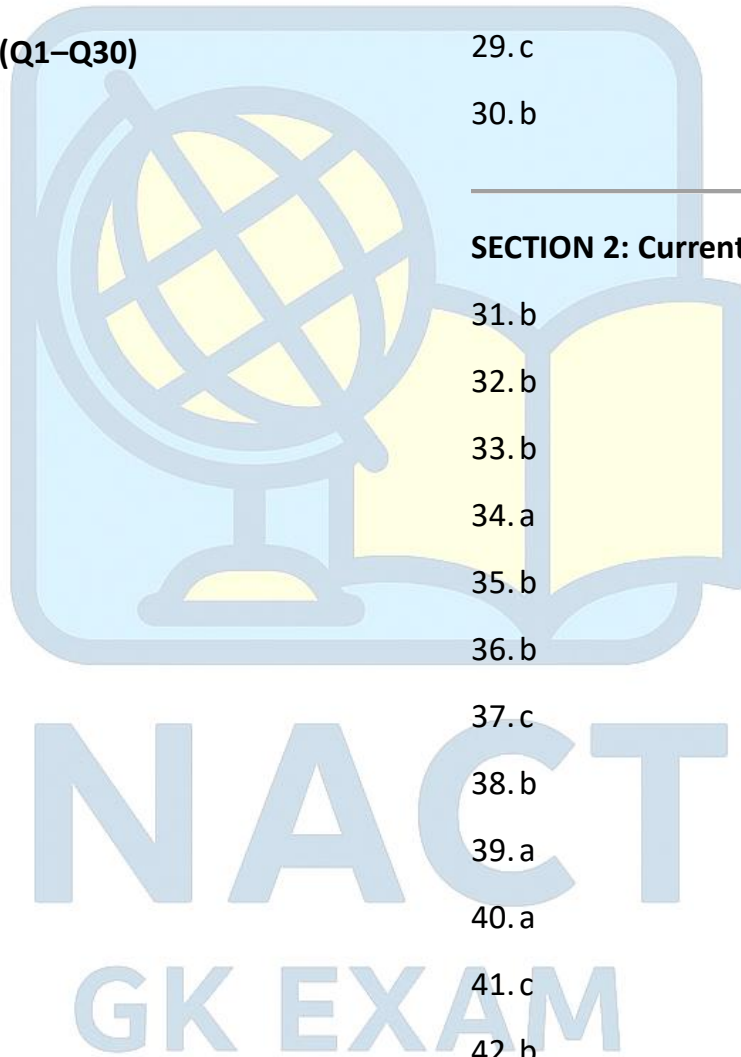 (Q1–Q30)
29. c
30. b
SECTION 2: Current
31. b
32. b
33. b
34. a
35. b
36. b
37. c
38. b
39. a
40. a
41. c
42. b
NACT
GK EXAM